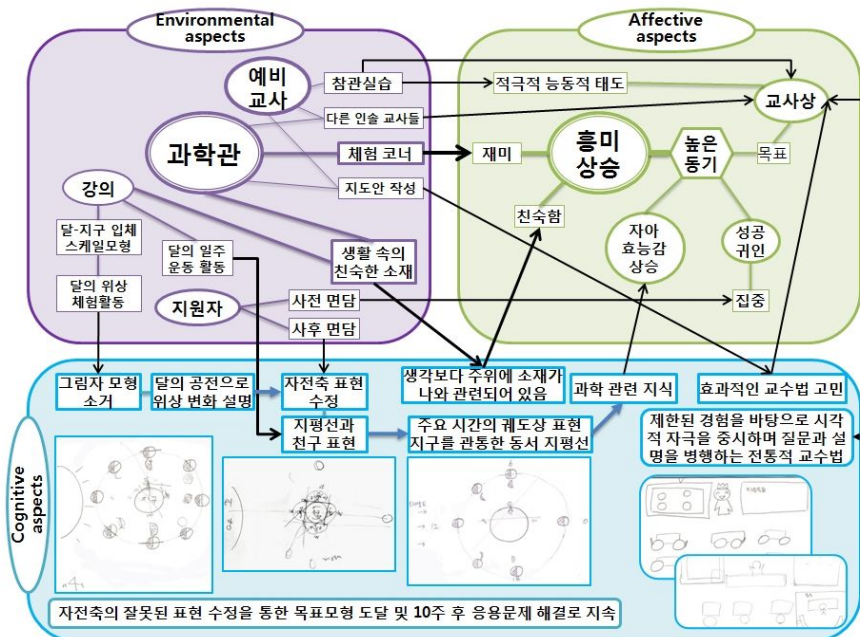 Environmental
aspects
Affective
aspects
예비
교사
참관실습
적극적 능동적 태도
교사상
다른 인솔 교사들
과학관
체험 코너
재미
흥미
상승
높은
동기
목표
강의
지도안 작성
친숙함
달-지구 입체
스케일모형
달의 일주
운동 활동
생활 속의
친숙한 소재
자아
효능감
상승
성공
귀인
달의 위상
체험활동
지원자
사전 면담
집중
사후 면담
그림자 모형
소거
달의 공전으로
위상 변화 설명
자전축 표현
수정
생각보다 주위에 소재가
나와 관련되어 있음
과학 관련 지식
효과적인 교수법 고민
지평선과
천구 표현
주요 시간의 궤도상 표현
지구를 관통한 동서 지평선
제한된 경험을 바탕으로 시각
적 자극을 중시하며 질문과 설
명을 병행하는 전통적 교수법
Cognitive
aspects
자전축의 잘못된 표현 수정을 통한 목표모형 도달 및 10주 후 응용문제 해결로 지속